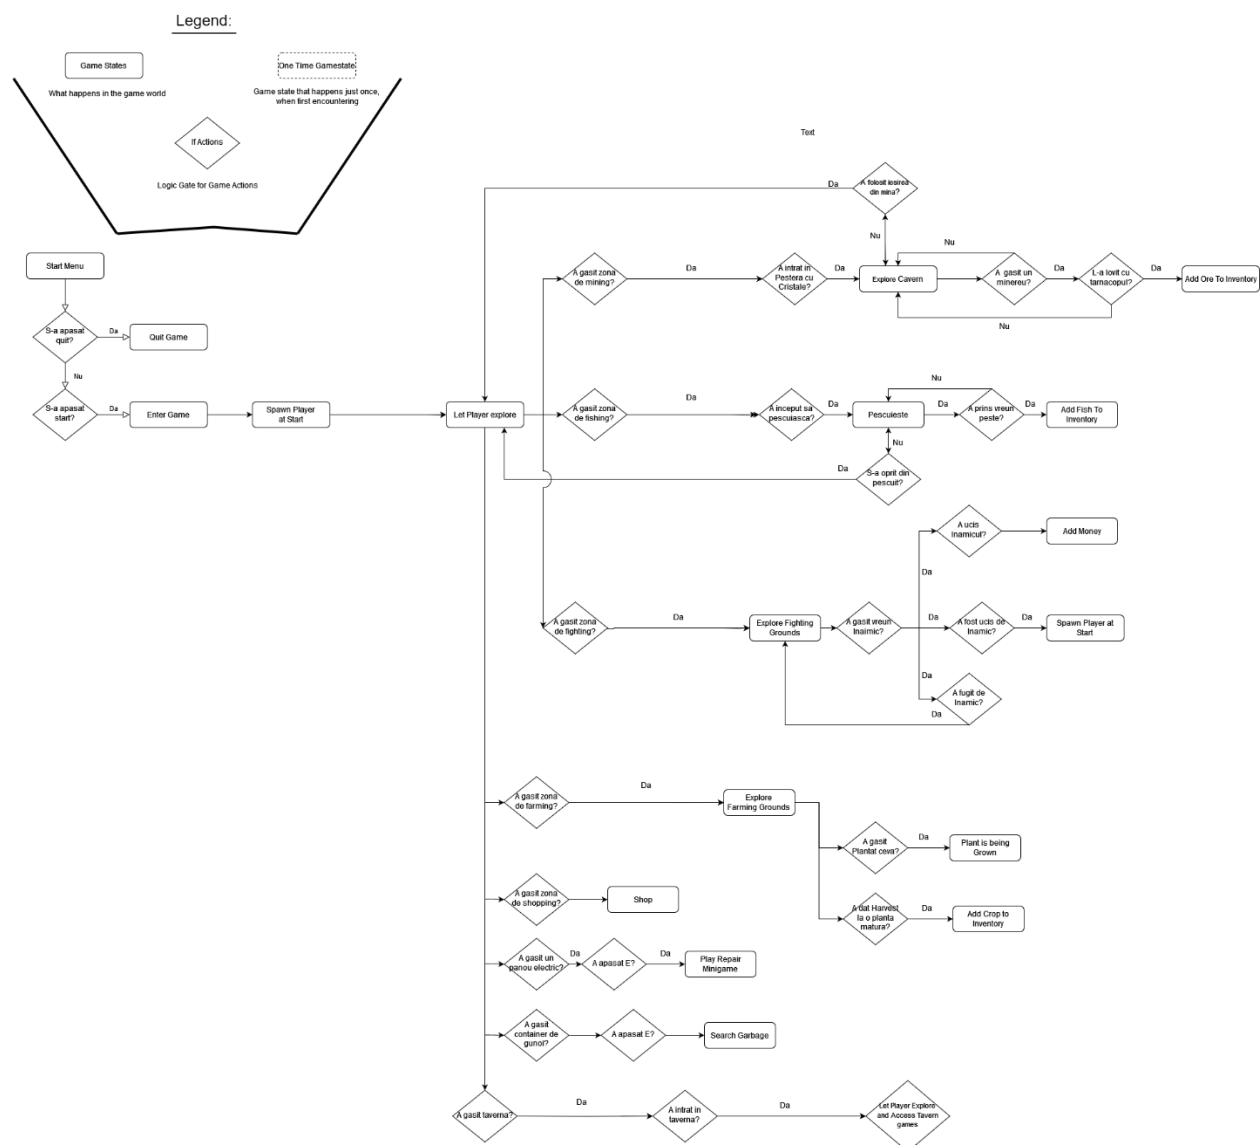 Legend:
Game States
One Time Gamestate
What happens in the game world
Game state that happens just once,
when first encountering
If Actions
Logic Gate for Game Actions
Text
Da
A folosit iesirea
din mina?
Nu
Nu
Start Menu
A gasit zona
de mining?
Da
A intrat in
Pestera cu
Cristale?
Da
Explore Cavern
A gasit un
minereu?
Da
L-a lovit cu
tarnacopul?
Da
Add Ore To Inventory
Nu
S-a apasat
quit?
Da
Quit Game
Nu
S-a apasat
start?
Da
Enter Game
Spawn Player
at Start
Let Player explore
A gasit zona
de fishing?
Da
A inceput sa
pescuiasca?
Da
Pescuieste
Nu
Da
A prins vreun
peste?
Da
Add Fish To
Inventory
Nu
Da
S-a oprit din
pescuit?
A ucis
Inamicul?
Da
Add Money
Da
A gasit zona
de fighting?
Da
Explore Fighting
Grounds
A gasit vreun
Inaimic?
Da
A fost ucis de
Inamic?
Da
Spawn Player at
Start
Da
A fugit de
Inamic?
Da
A gasit zona
de farming?
Da
Explore
Farming Grounds
A gasit
Plantat ceva?
Da
Plant is being
Grown
A gasit zona
de shopping?
Shop
A dat Harvest
la o planta
matura?
Da
Add Crop to
Inventory
A gasit un
panou electric?
Da
A apasat E?
Da
Play Repair
Minigame
A gasit
container de
gunoi?
A apasat E?
Search Garbage
A gasit taverna?
Da
A intrat in
taverna?
Da
Let Player Explore
and Access Tavern
games